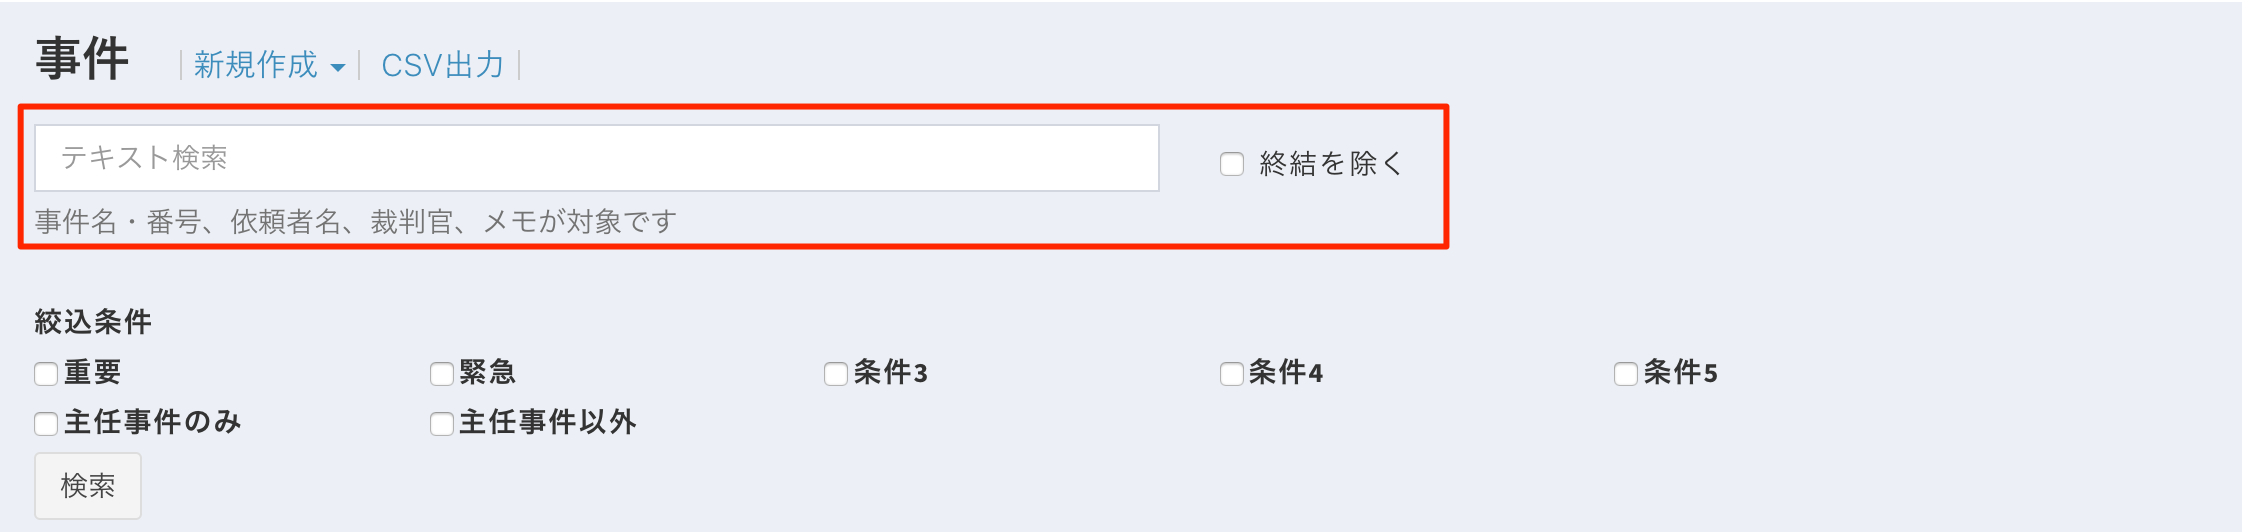 事件 新規作成 CSV出力
テキスト検索 終結を除く
事件名・番号、依頼者名、裁判官、メモが対象です
絞込条件
重要 緊急 条件3 条件4 条件5
主任事件のみ 主任事件以外
検索